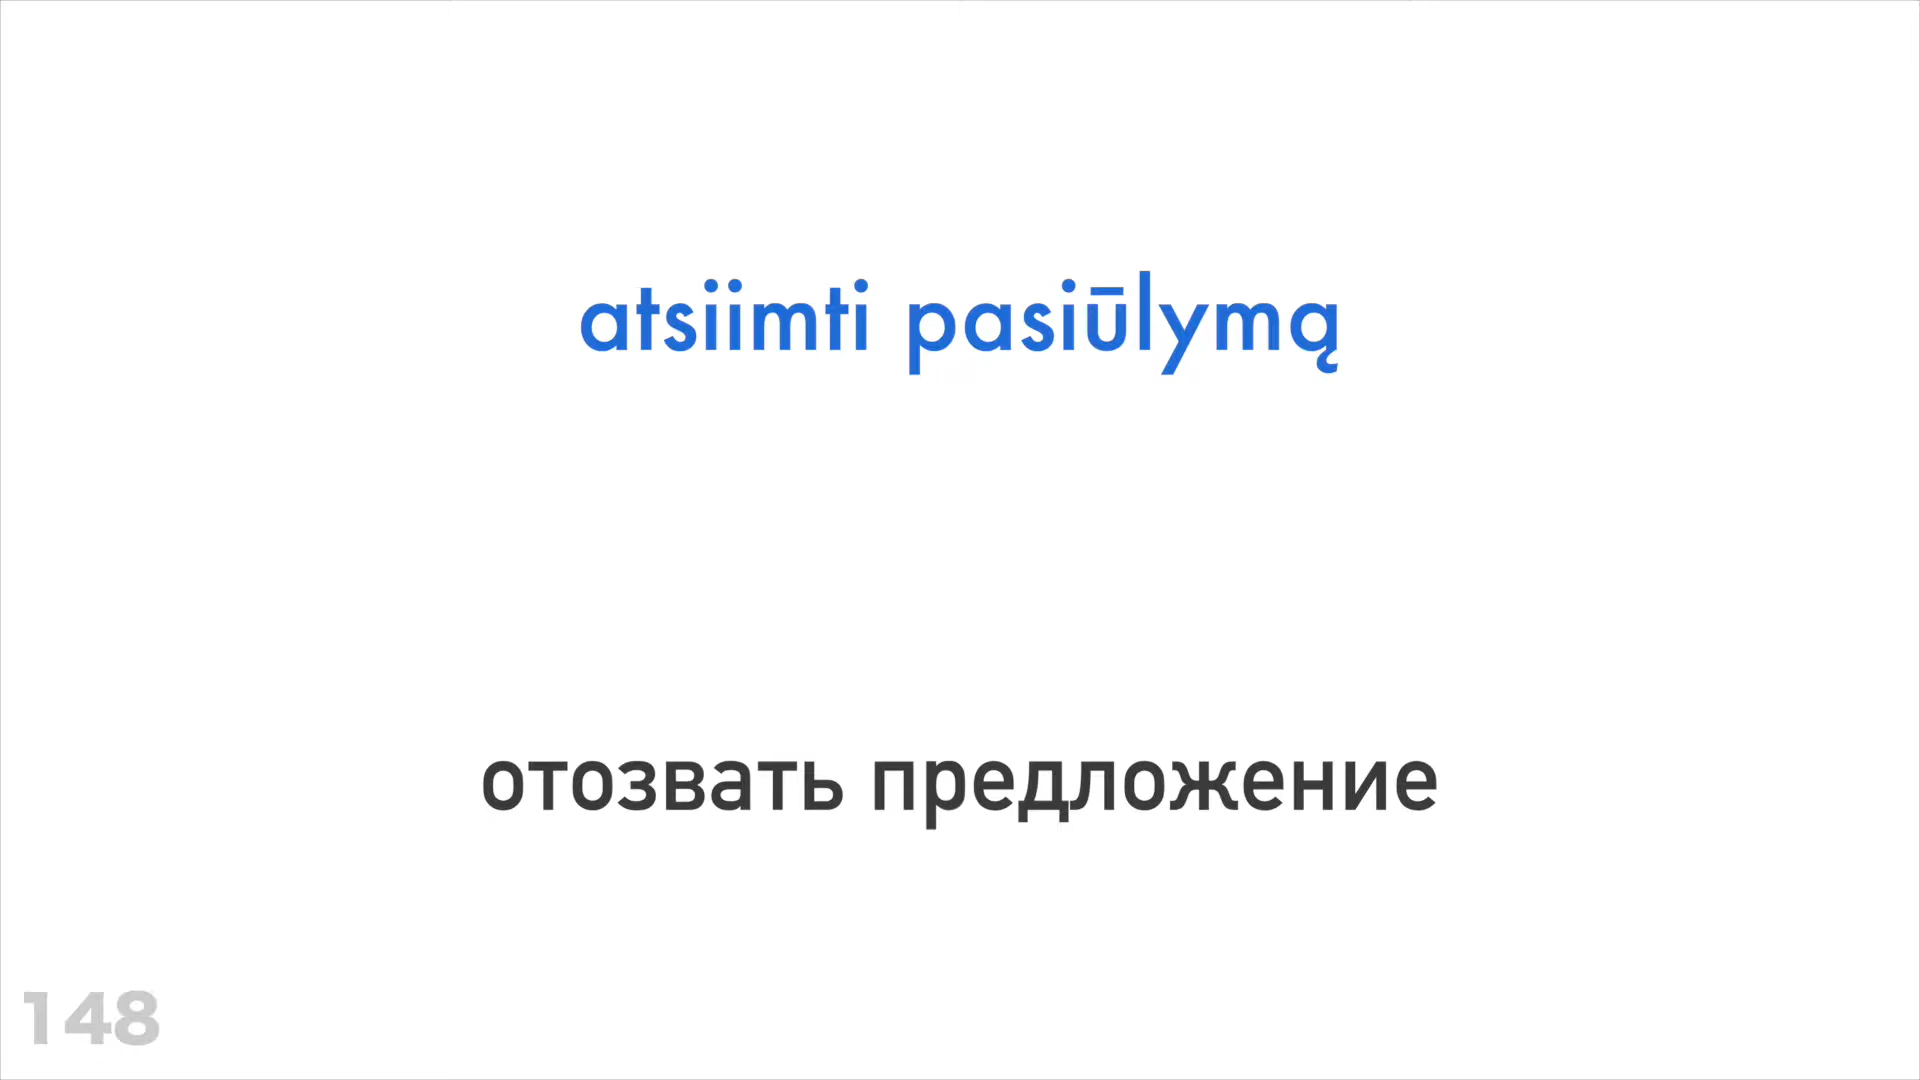 atsiimti pasiūlymą
отозвать предложение
148